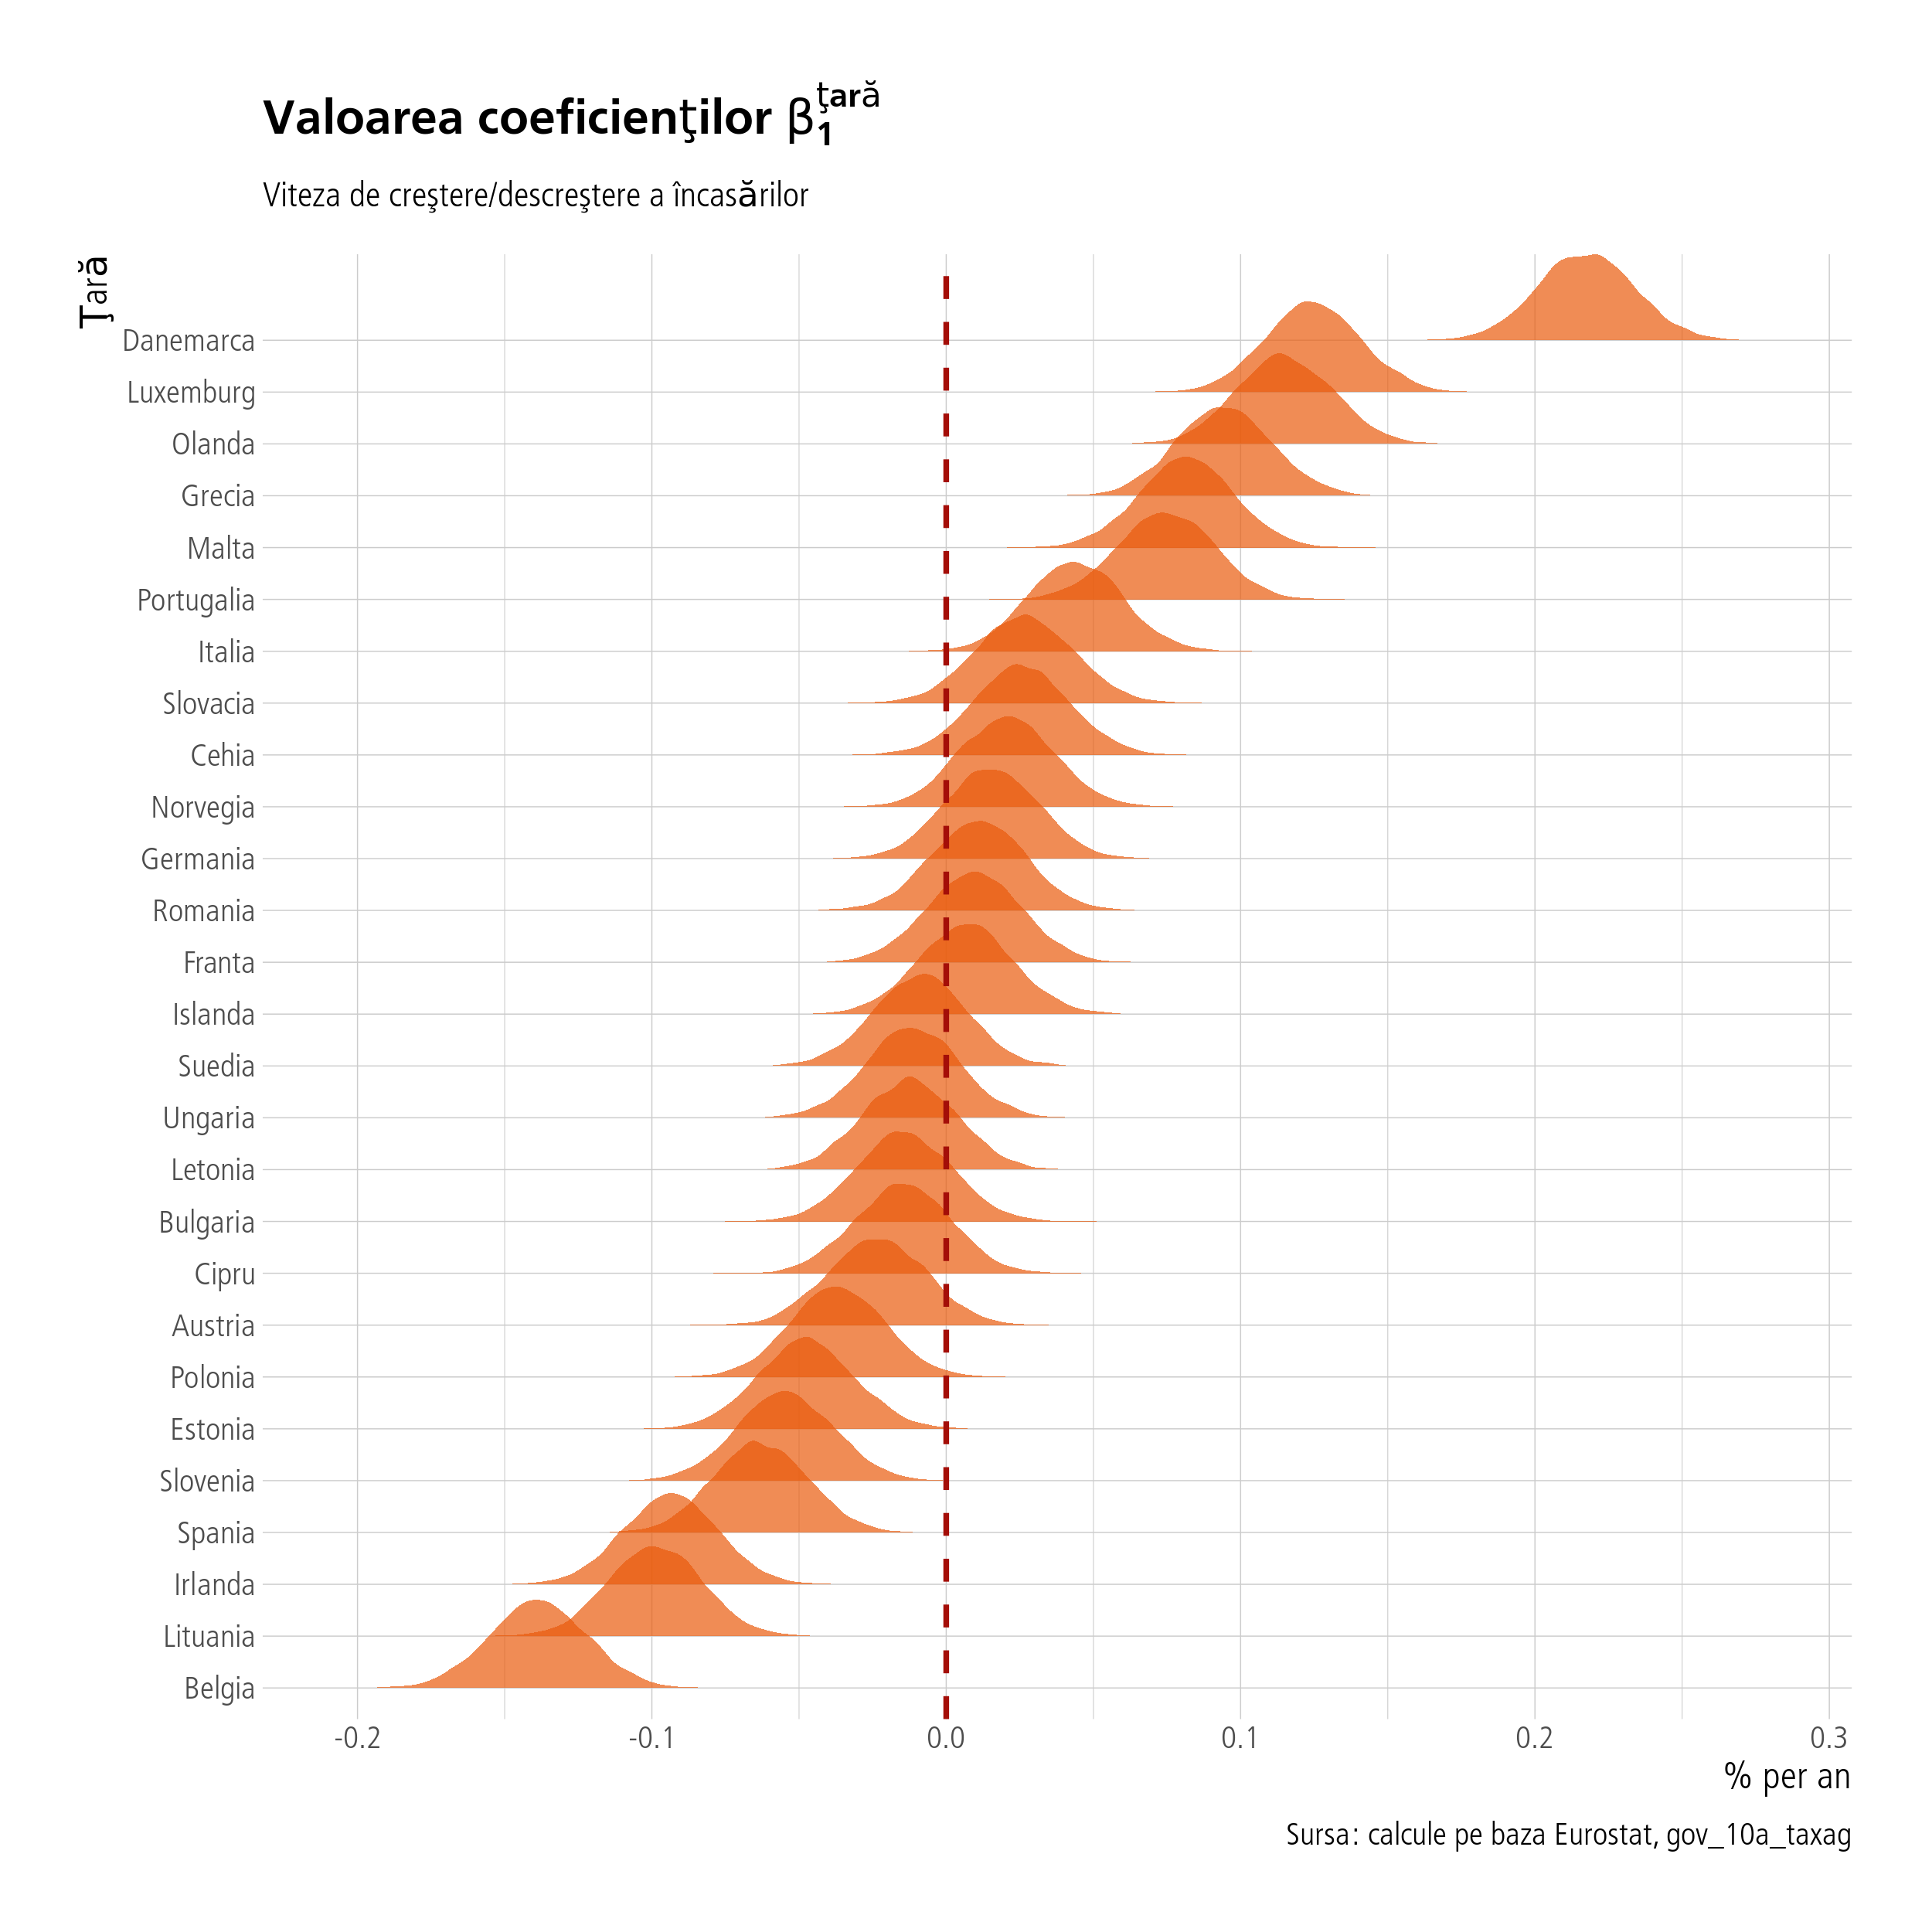 Valoarea coeficienţilor β₁ţară
Viteza de creştere/descreştere a încasărilor
Ţară
Danemarca
Luxemburg
Olanda
Grecia
Malta
Portugalia
Italia
Slovacia
Cehia
Norvegia
Germania
Romania
Franta
Islanda
Suedia
Ungaria
Letonia
Bulgaria
Cipru
Austria
Polonia
Estonia
Slovenia
Spania
Irlanda
Lituania
Belgia
-0.2 -0.1 0.0 0.1 0.2 0.3
% per an
Sursa: calcule pe baza Eurostat, gov_10a_taxag